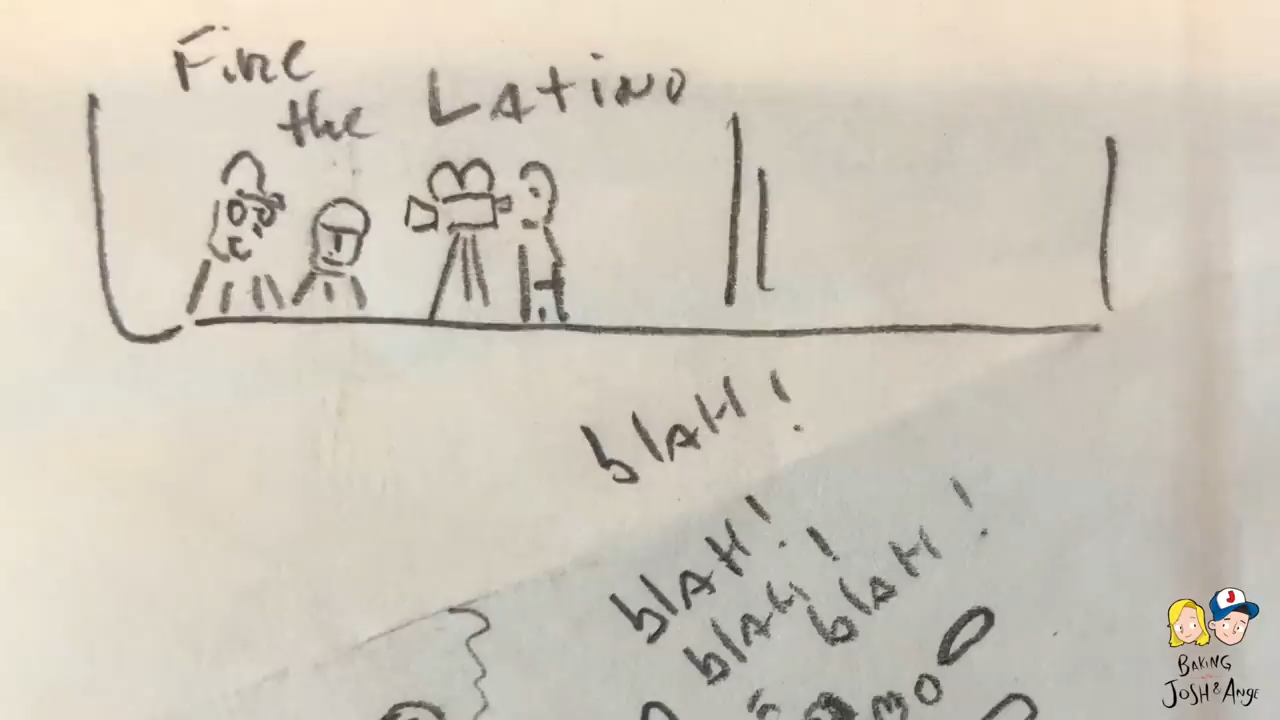 Fire
the Latino
blAH!
blAH!
blAH!
blAH!
BAKING
JOSH & ANGE